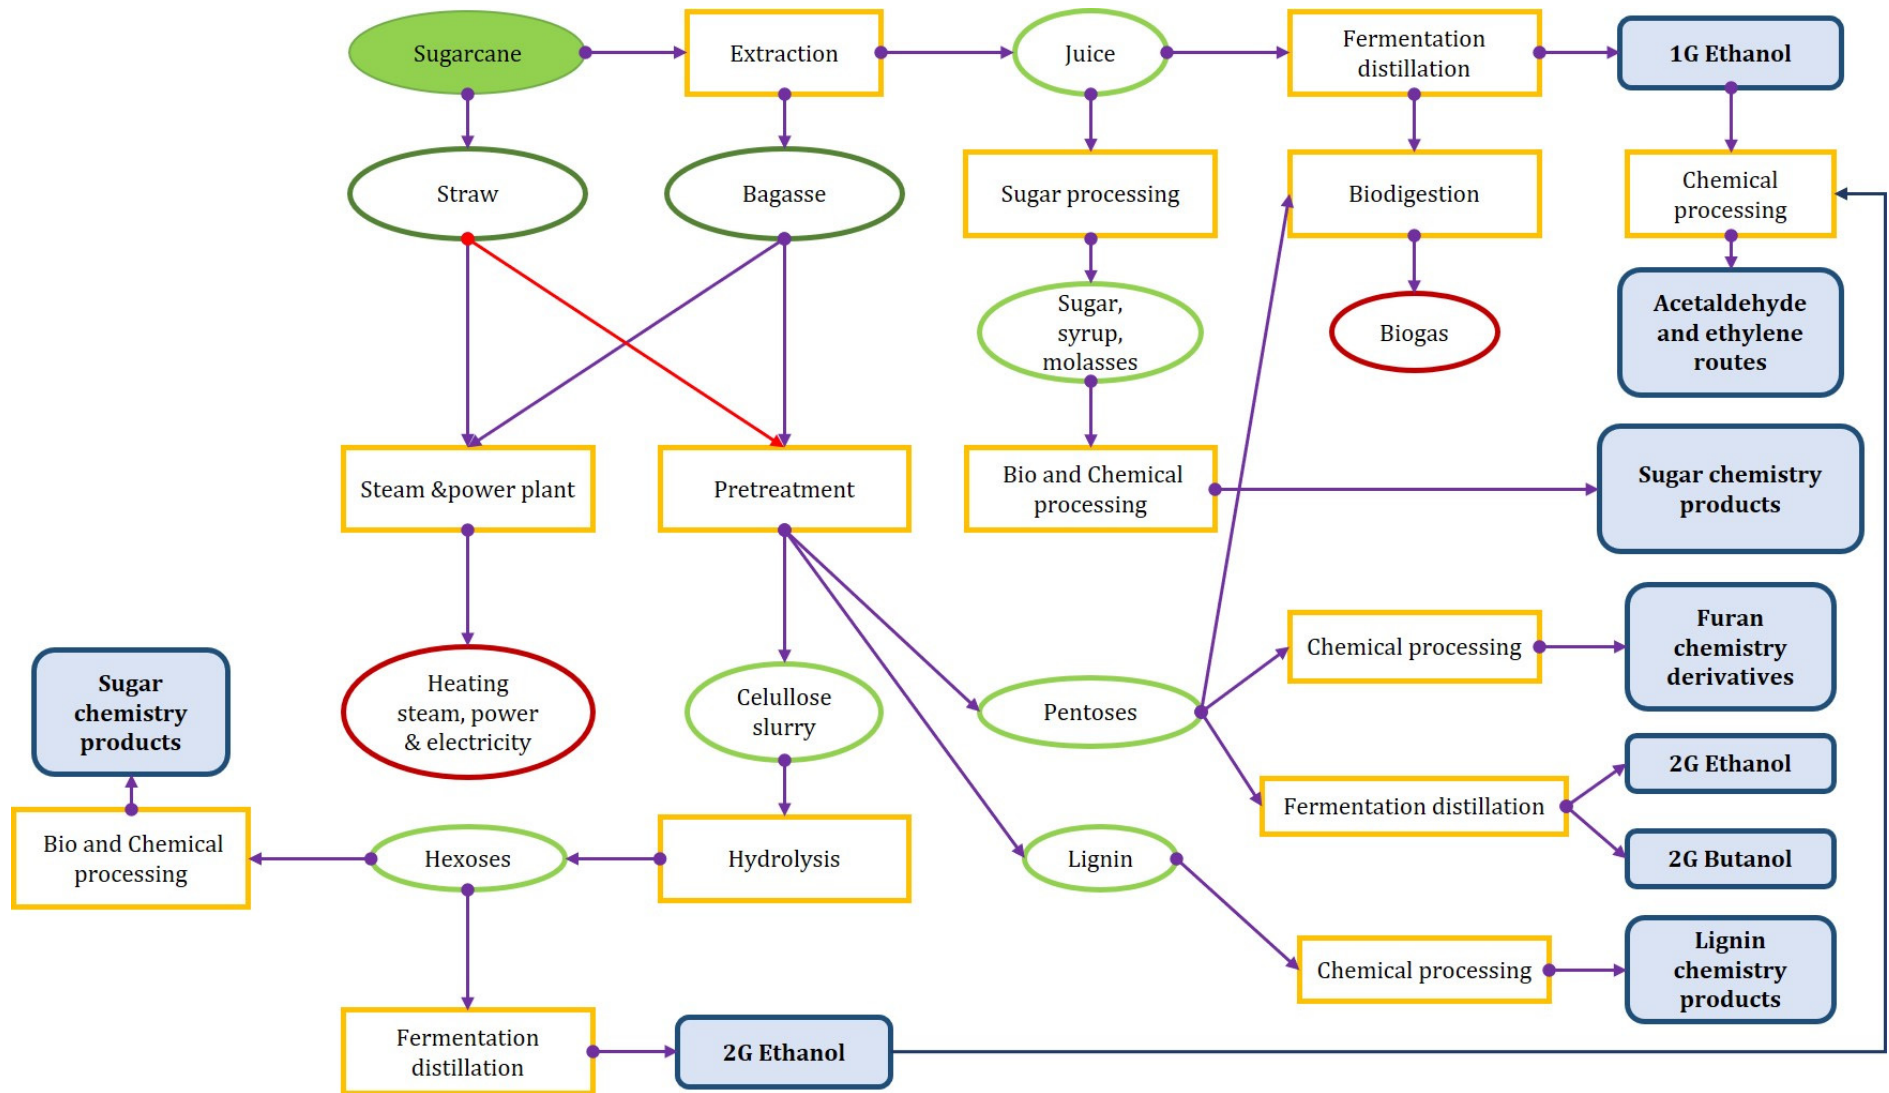 Sugarcane
Extraction
Juice
Fermentation
distillation
1G Ethanol
Straw
Bagasse
Sugar processing
Biodigestion
Chemical
processing
Sugar,
syrup,
molasses
Biogas
Acetaldehyde
and ethylene
routes
Steam &power plant
Pretreatment
Bio and Chemical
processing
Sugar chemistry
products
Sugar
chemistry
products
Heating
steam, power
& electricity
Celullose
slurry
Pentoses
Chemical processing
Furan
chemistry
derivatives
Fermentation distillation
2G Ethanol
2G Butanol
Bio and Chemical
processing
Hexoses
Hydrolysis
Lignin
Chemical processing
Lignin
chemistry
products
Fermentation
distillation
2G Ethanol